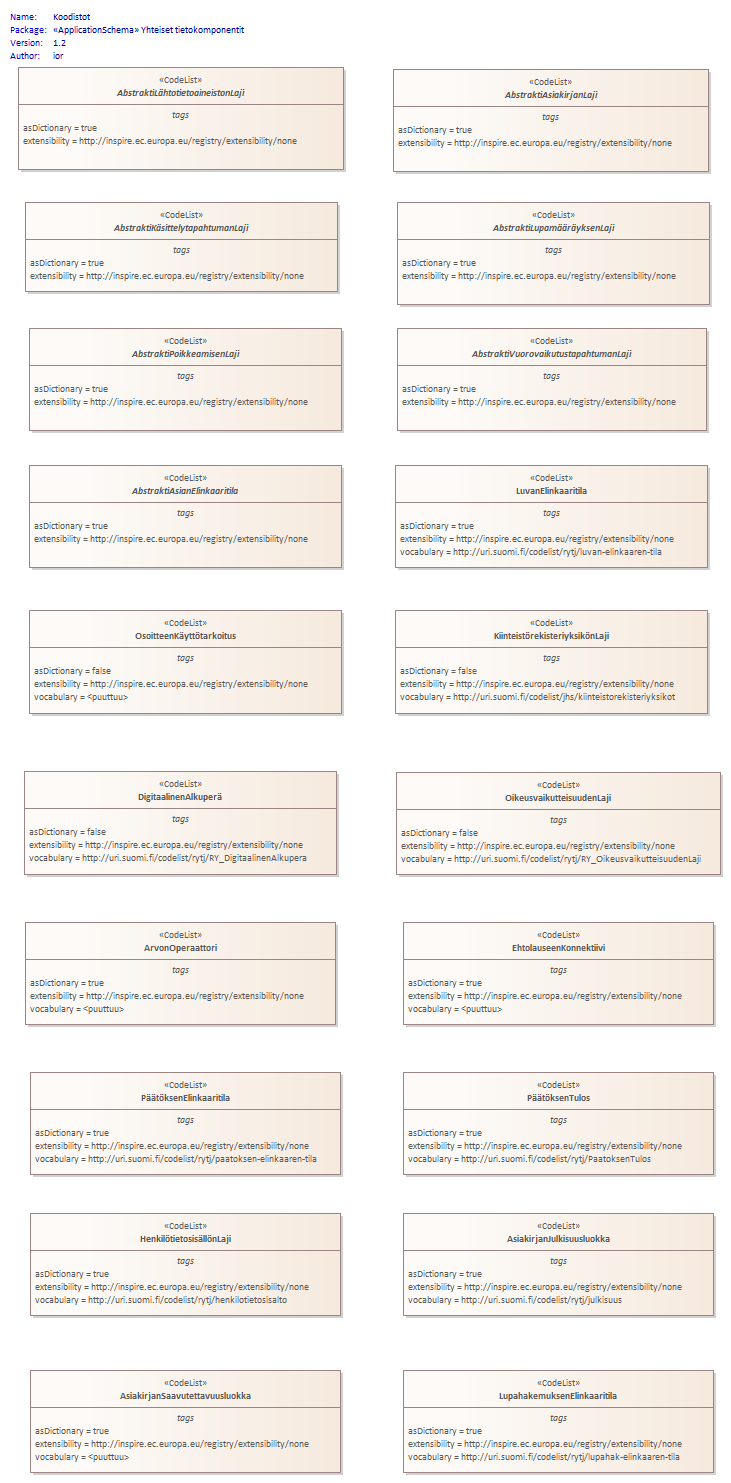 Name: Koodistot
Package: «ApplicationSchema» Yhteiset tietokomponentit
Version: 1.2
Author: ior
«CodeList»
AbstraktiLähtotietoaineistonLaji
tags
asDictionary = true
extensibility = http://inspire.ec.europa.eu/registry/extensibility/none
«CodeList»
AbstraktiAsiakirjanLaji
tags
asDictionary = true
extensibility = http://inspire.ec.europa.eu/registry/extensibility/none
«CodeList»
AbstraktiKäsittelytapahtumanLaji
tags
asDictionary = true
extensibility = http://inspire.ec.europa.eu/registry/extensibility/none
«CodeList»
AbstraktiLupamääräyksenLaji
tags
asDictionary = true
extensibility = http://inspire.ec.europa.eu/registry/extensibility/none
«CodeList»
AbstraktiPoikkeamisenLaji
tags
asDictionary = true
extensibility = http://inspire.ec.europa.eu/registry/extensibility/none
«CodeList»
AbstraktiVuorovaikutustapahtumanLaji
tags
asDictionary = true
extensibility = http://inspire.ec.europa.eu/registry/extensibility/none
«CodeList»
AbstraktiAsianElinkaaritila
tags
asDictionary = true
extensibility = http://inspire.ec.europa.eu/registry/extensibility/none
«CodeList»
LuvanElinkaaritila
tags
asDictionary = true
extensibility = http://inspire.ec.europa.eu/registry/extensibility/none
vocabulary = http://uri.suomi.fi/codelist/rytj/luvan-elinkaaren-tila
«CodeList»
OsoitteenKäyttötarkoitus
tags
asDictionary = false
extensibility = http://inspire.ec.europa.eu/registry/extensibility/none
vocabulary = <puuttuu>
«CodeList»
KiinteistörekisteriyksikönLaji
tags
asDictionary = false
extensibility = http://inspire.ec.europa.eu/registry/extensibility/none
vocabulary = http://uri.suomi.fi/codelist/jhs/kiinteistorekisteriyksikot
«CodeList»
DigitaalinenAlkuperä
tags
asDictionary = false
extensibility = http://inspire.ec.europa.eu/registry/extensibility/none
vocabulary = http://uri.suomi.fi/codelist/rytj/RY_DigitaalinenAlkupera
«CodeList»
OikeusvaikutteisuudenLaji
tags
asDictionary = false
extensibility = http://inspire.ec.europa.eu/registry/extensibility/none
vocabulary = http://uri.suomi.fi/codelist/rytj/RY_OikeusvaikutteisuudenLaji
«CodeList»
ArvonOperaattori
tags
asDictionary = true
extensibility = http://inspire.ec.europa.eu/registry/extensibility/none
vocabulary = <puuttuu>
«CodeList»
EhtolauseenKonnektiivi
tags
asDictionary = true
extensibility = http://inspire.ec.europa.eu/registry/extensibility/none
vocabulary = <puuttuu>
«CodeList»
PäätöksenElinkaaritila
tags
asDictionary = true
extensibility = http://inspire.ec.europa.eu/registry/extensibility/none
vocabulary = http://uri.suomi.fi/codelist/rytj/paatoksen-elinkaaren-tila
«CodeList»
PäätöksenTulos
tags
asDictionary = true
extensibility = http://inspire.ec.europa.eu/registry/extensibility/none
vocabulary = http://uri.suomi.fi/codelist/rytj/PaatoksenTulos
«CodeList»
HenkilötietosisällönLaji
tags
asDictionary = true
extensibility = http://inspire.ec.europa.eu/registry/extensibility/none
vocabulary = http://uri.suomi.fi/codelist/rytj/henkilotietosisalto
«CodeList»
AsiakirjanJulkisuusluokka
tags
asDictionary = true
extensibility = http://inspire.ec.europa.eu/registry/extensibility/none
vocabulary = http://uri.suomi.fi/codelist/rytj/julkisuus
«CodeList»
AsiakirjanSaavutettavuusluokka
tags
asDictionary = true
extensibility = http://inspire.ec.europa.eu/registry/extensibility/none
vocabulary = <puuttuu>
«CodeList»
LupahakemuksenElinkaaritila
tags
asDictionary = true
extensibility = http://inspire.ec.europa.eu/registry/extensibility/none
vocabulary = http://uri.suomi.fi/codelist/rytj/lupahak-elinkaaren-tila